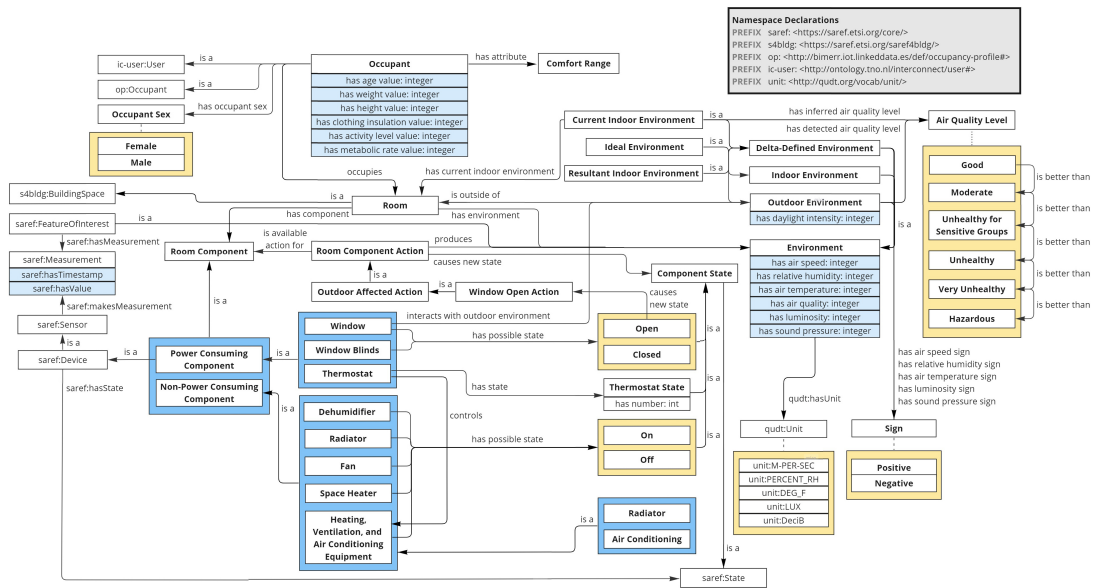 Namespace Declarations
PREFIX saref: <https://saref.etsi.org/core/>
PREFIX s4bldg: <https://saref.etsi.org/saref4bldg/>
PREFIX op: <http://bimerr.iot.linkeddata.es/def/occupancy-profile#>
PREFIX ic-user: <http://ontology.tno.nl/interconnect/user#>
PREFIX unit: <http://qudt.org/vocab/unit/>
ic-user:User
is a
Occupant
has attribute
Comfort Range
has age value: integer
has weight value: integer
has height value: integer
has clothing insulation value: integer
has activity level value: integer
has metabolic rate value: integer
op:Occupant
is a
Occupant Sex
has occupant sex
Female
Male
occupies
has current indoor environment
Current Indoor Environment
is a
Ideal Environment
is a
Resultant Indoor Environment
is a
has inferred air quality level
has detected air quality level
Air Quality Level
Delta-Defined Environment
Indoor Environment
Outdoor Environment
has daylight intensity: integer
is a
Good
Moderate
Unhealthy for
Sensitive Groups
Unhealthy
Very Unhealthy
Hazardous
is better than
is better than
is better than
is better than
is better than
s4bldg:BuildingSpace
is a
Room
is outside of
has environment
has component
saref:FeatureOfInterest
is a
saref:hasMeasurement
saref:Measurement
saref:hasTimestamp
saref:hasValue
saref:makesMeasurement
saref:Sensor
is a
saref:Device
is a
saref:hasState
Room Component
is available
action for
Room Component Action
produces
causes new state
Component State
is a
Outdoor Affected Action
is a
Window Open Action
causes
new state
Environment
has air speed: integer
has relative humidity: integer
has air temperature: integer
has air quality: integer
has luminosity: integer
has sound pressure: integer
is a
Power Consuming
Component
Non-Power Consuming
Component
is a
is a
Window
Window Blinds
Thermostat
interacts with outdoor environment
has possible state
Open
Closed
is a
has state
Thermostat State
has number: int
is a
controls
Dehumidifier
Radiator
Fan
Space Heater
Heating,
Ventilation, and
Air Conditioning
Equipment
has possible state
On
Off
is a
is a
Radiator
Air Conditioning
is a
saref:State
qudt:hasUnit
qudt:Unit
unit:M-PER-SEC
unit:PERCENT_RH
unit:DEG_F
unit:LUX
unit:DeciB
has air speed sign
has relative humidity sign
has air temperature sign
has luminosity sign
has sound pressure sign
Sign
Positive
Negative